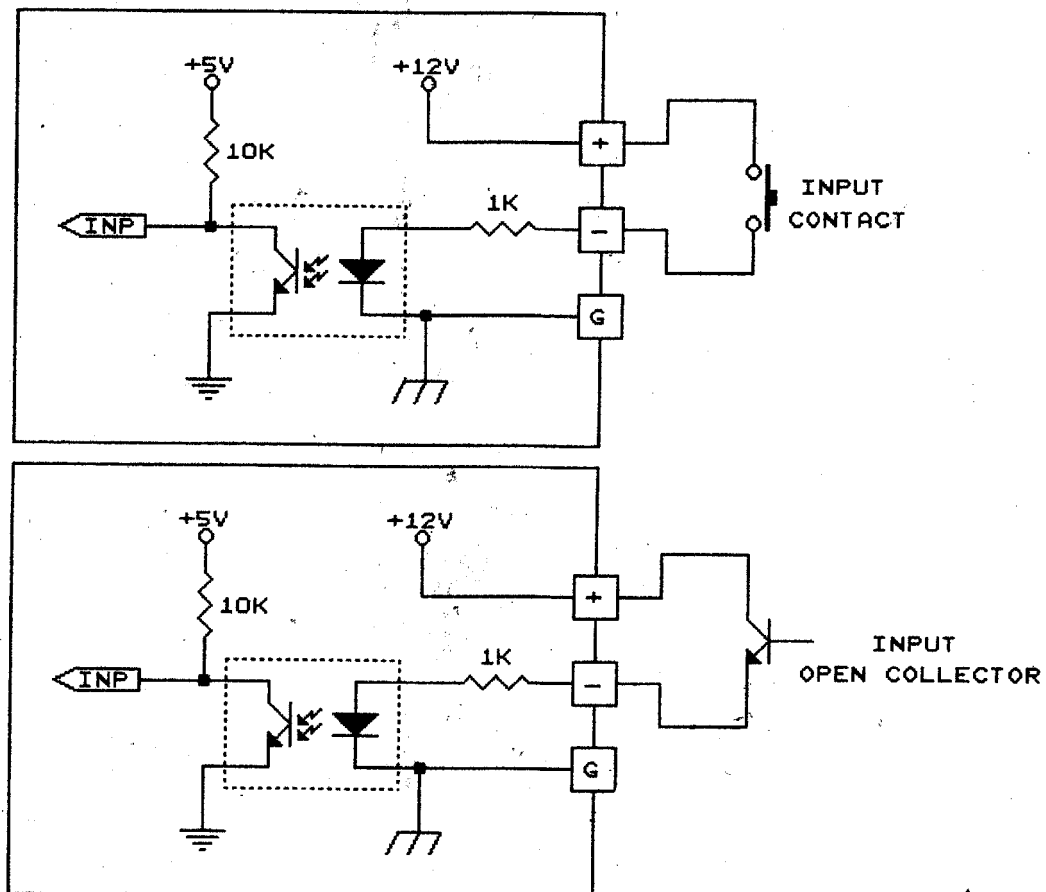 +5V
+12V
+
10K
INPUT
CONTACT
1K
INP
-
G
+5V
+12V
+
10K
INPUT
OPEN COLLECTOR
1K
INP
-
G